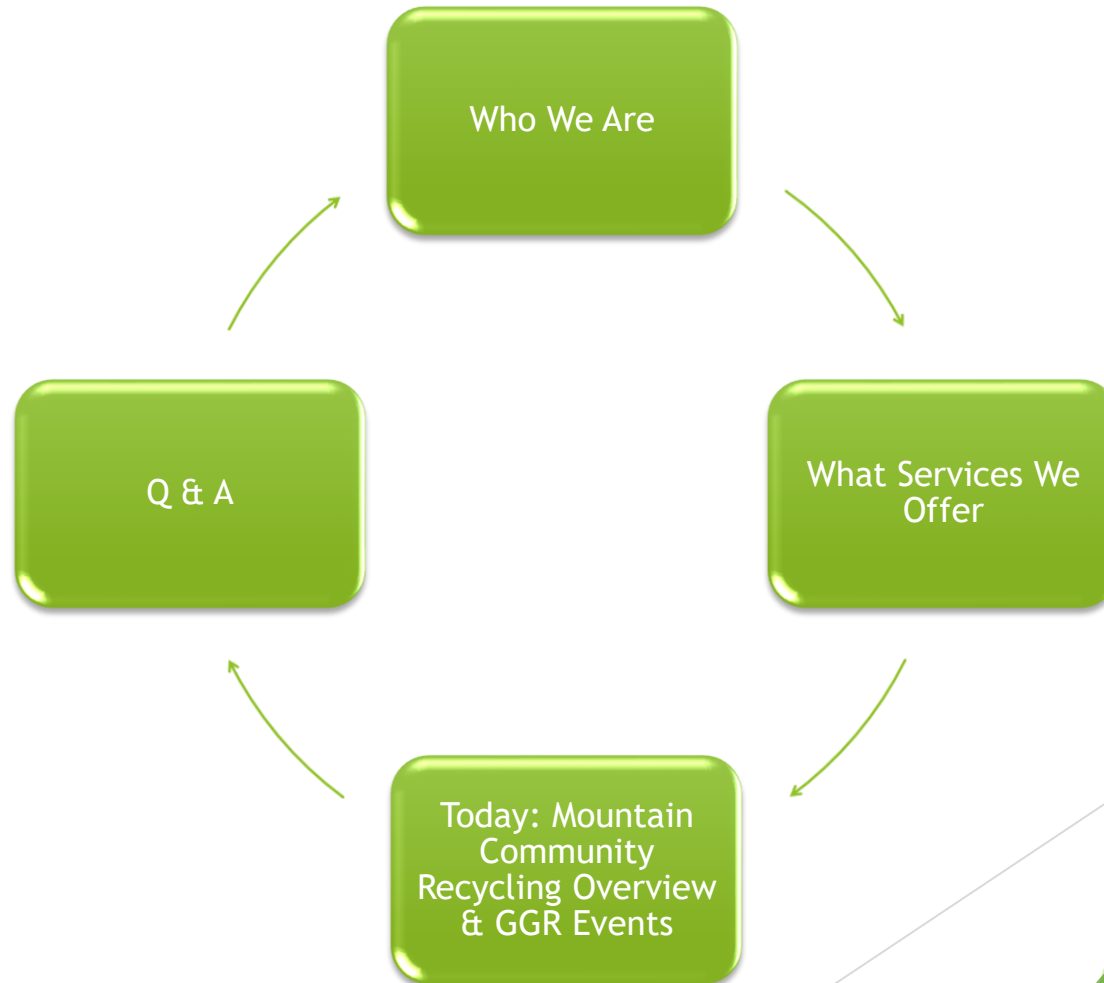 Who We Are
What Services We
Offer
Today: Mountain
Community
Recycling Overview
& GGR Events
Q & A